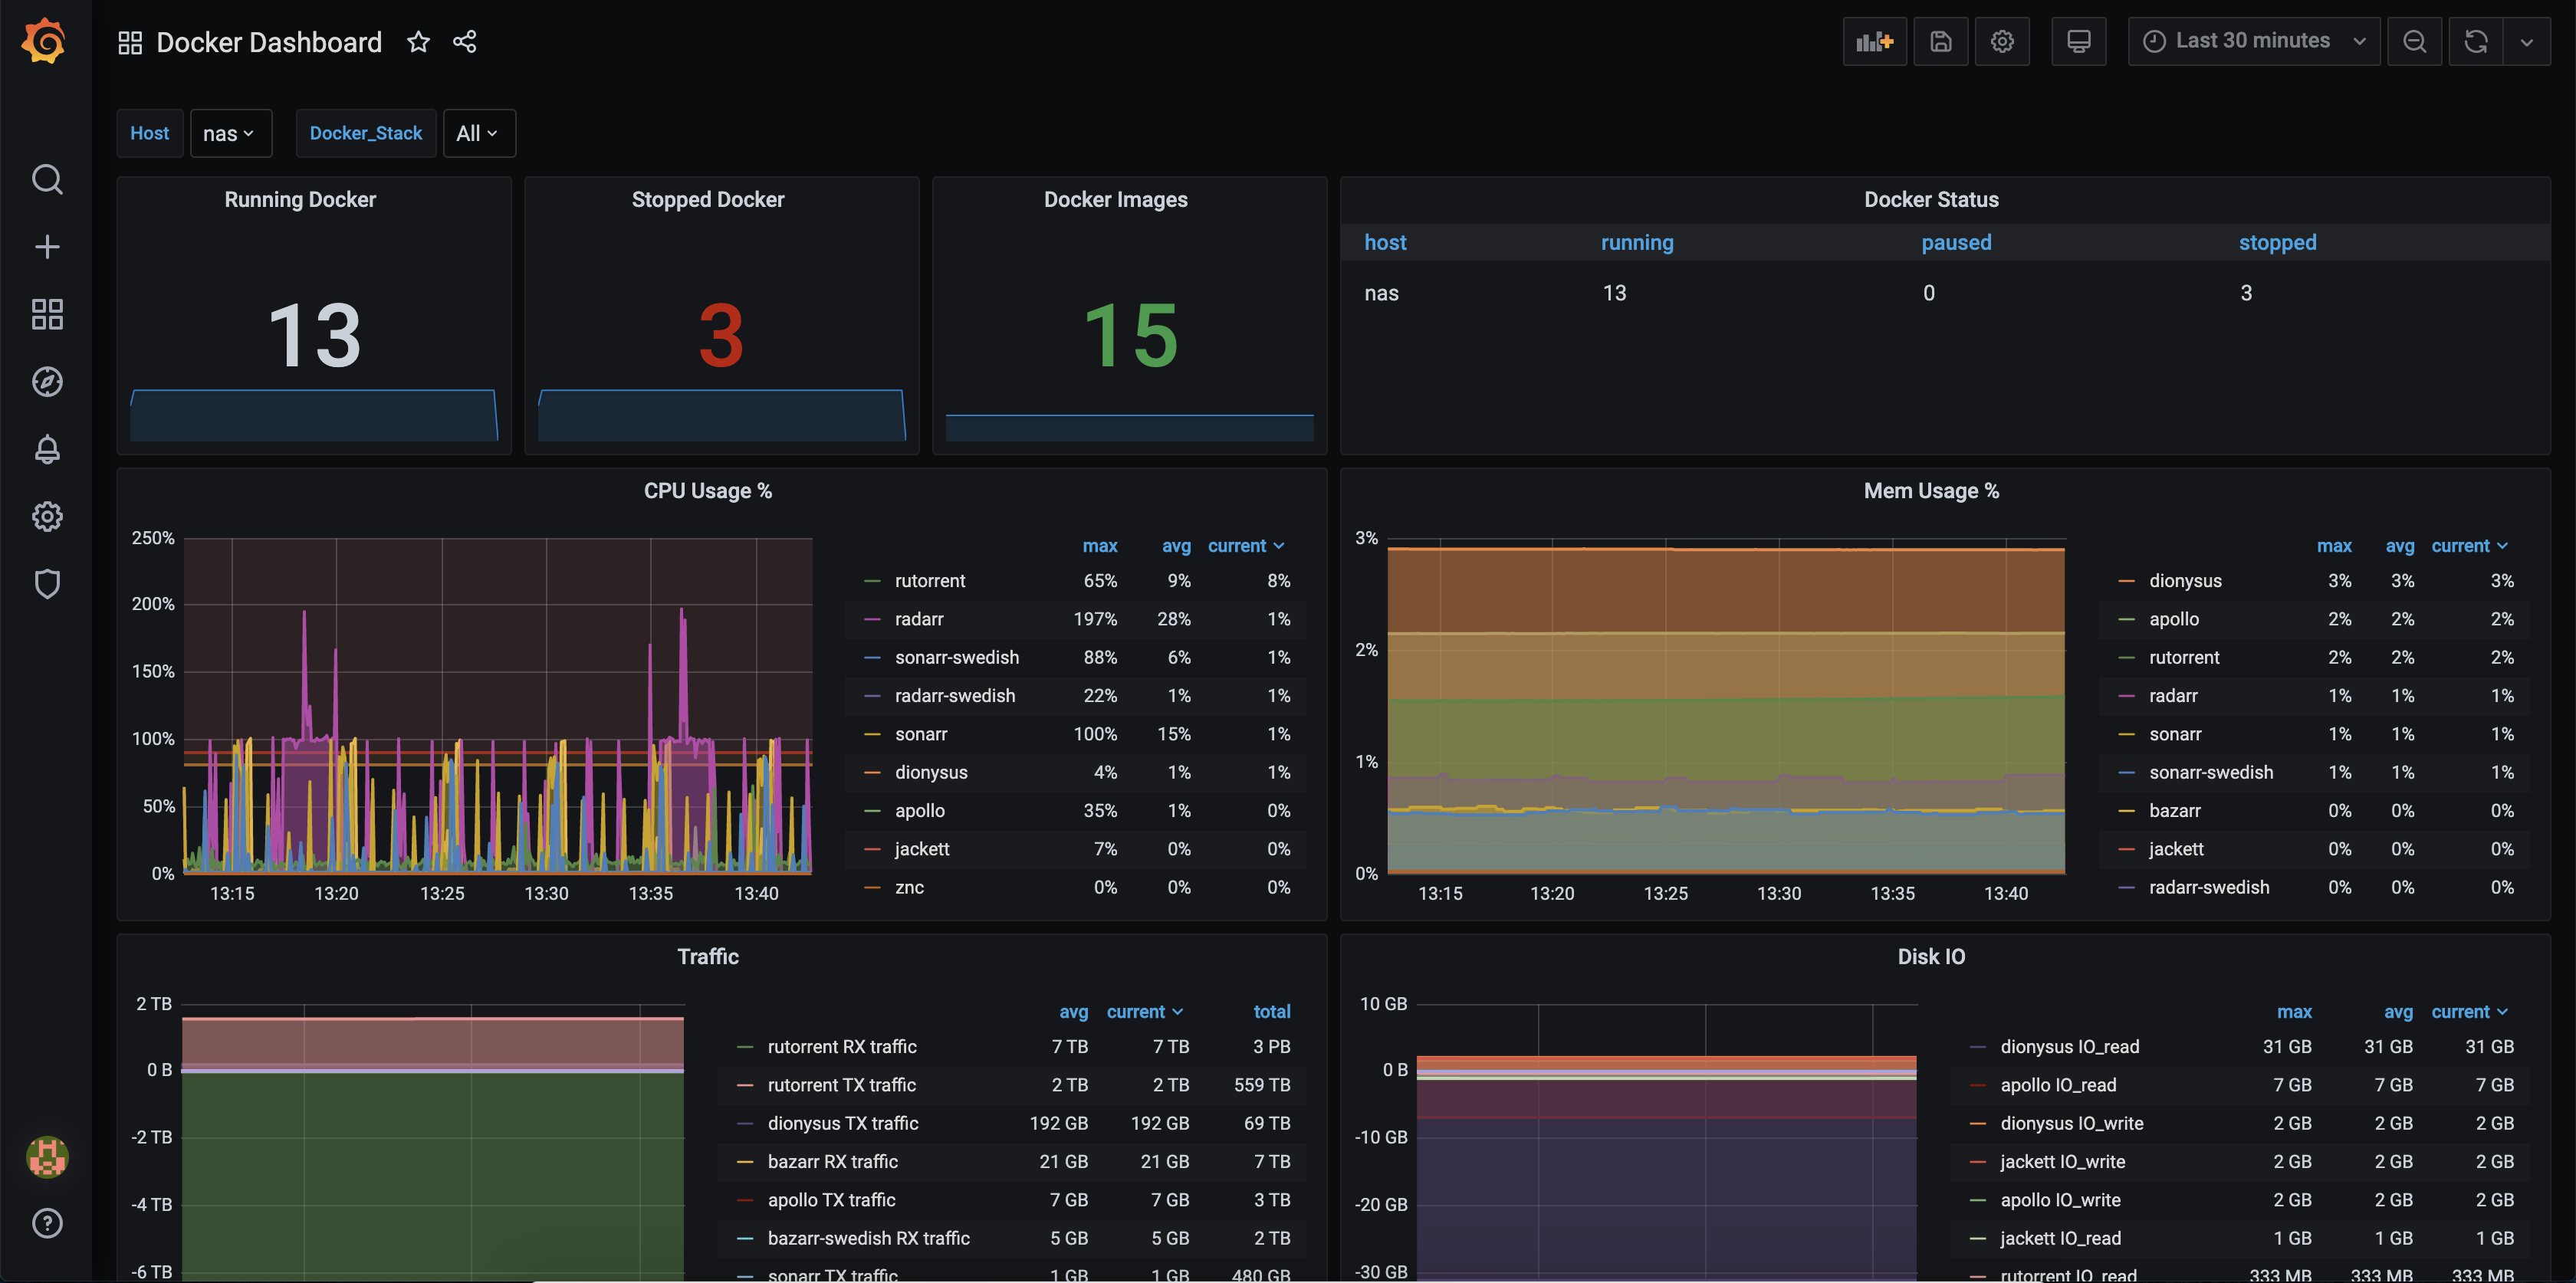 Docker Dashboard
Last 30 minutes
Host nas Docker_Stack All
Running Docker
13
Stopped Docker
3
Docker Images
15
Docker Status
host running paused stopped
nas 13 0 3
CPU Usage %
250%
200%
150%
100%
50%
0%
13:15 13:20 13:25 13:30 13:35 13:40
max avg current
rutorrent 65% 9% 8%
radarr 197% 28% 1%
sonarr-swedish 88% 6% 1%
radarr-swedish 22% 1% 1%
sonarr 100% 15% 1%
dionysus 4% 1% 1%
apollo 35% 1% 0%
jackett 7% 0% 0%
znc 0% 0% 0%
Mem Usage %
3%
2%
1%
0%
13:15 13:20 13:25 13:30 13:35 13:40
max avg current
dionysus 3% 3% 3%
apollo 2% 2% 2%
rutorrent 2% 2% 2%
radarr 1% 1% 1%
sonarr 1% 1% 1%
sonarr-swedish 1% 1% 1%
bazarr 0% 0% 0%
jackett 0% 0% 0%
radarr-swedish 0% 0% 0%
Traffic
2 TB
0 B
-2 TB
-4 TB
-6 TB
avg current total
rutorrent RX traffic 7 TB 7 TB 3 PB
rutorrent TX traffic 2 TB 2 TB 559 TB
dionysus TX traffic 192 GB 192 GB 69 TB
bazarr RX traffic 21 GB 21 GB 7 TB
apollo TX traffic 7 GB 7 GB 3 TB
bazarr-swedish RX traffic 5 GB 5 GB 2 TB
sonarr TX traffic 1 GB 1 GB 480 GB
Disk IO
10 GB
0 B
-10 GB
-20 GB
-30 GB
max avg current
dionysus IO_read 31 GB 31 GB 31 GB
apollo IO_read 7 GB 7 GB 7 GB
dionysus IO_write 2 GB 2 GB 2 GB
jackett IO_write 2 GB 2 GB 2 GB
apollo IO_write 2 GB 2 GB 2 GB
jackett IO_read 1 GB 1 GB 1 GB
rutorrent IO_read 333 MB 333 MB 333 MB